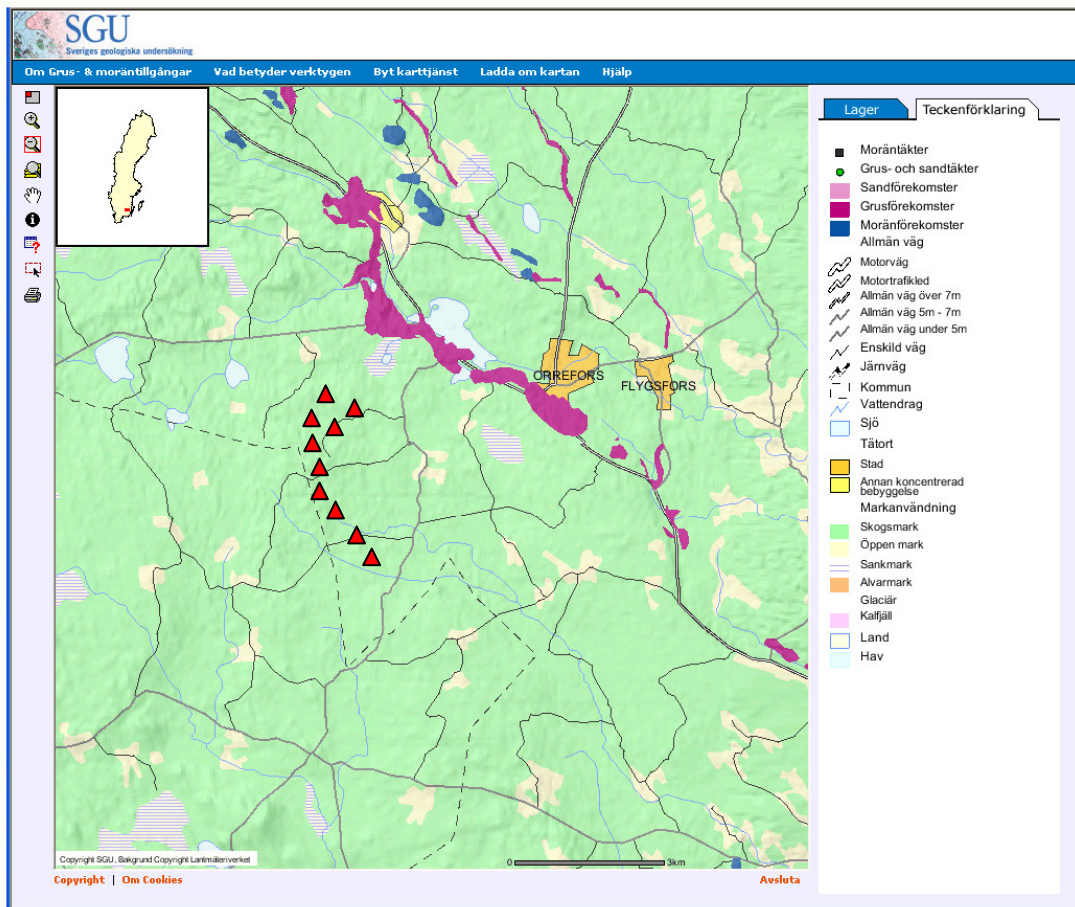 SGU
Sveriges geologiska undersökning
Om Grus- & moräntillgångar Vad betyder verktygen Byt karttjänst Ladda om kartan Hjälp
Lager Teckenförklaring
Moräntäkter
Grus- och sandtäkter
Sandförekomster
Grusförekomster
Moränförekomster
Allmän väg
Motorväg
Motortrafikled
Allmän väg över 7m
Allmän väg 5m - 7m
Allmän väg under 5m
Enskild väg
Järnväg
Kommun
Vattendrag
Sjö
Tätort
Stad
Annan koncentrerad
bebyggelse
Markanvändning
Skogsmark
Öppen mark
Sankmark
Alvarmark
Glaciär
Kalfjäll
Land
Hav
ORREFORS
FLYGSFORS
Copyright SGU, Bakgrund Copyright Lantmäteriverket
0 3km
Copyright | Om Cookies Avsluta